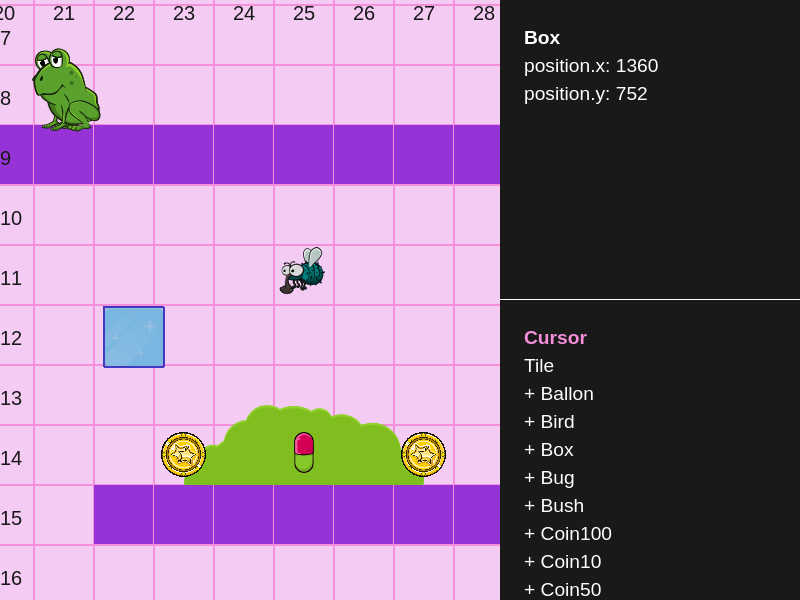 20 21 22 23 24 25 26 27 28
7
8
9
10
11
12
13
14
15
16
Box
position.x: 1360
position.y: 752
Cursor
Tile
+ Ballon
+ Bird
+ Box
+ Bug
+ Bush
+ Coin100
+ Coin10
+ Coin50